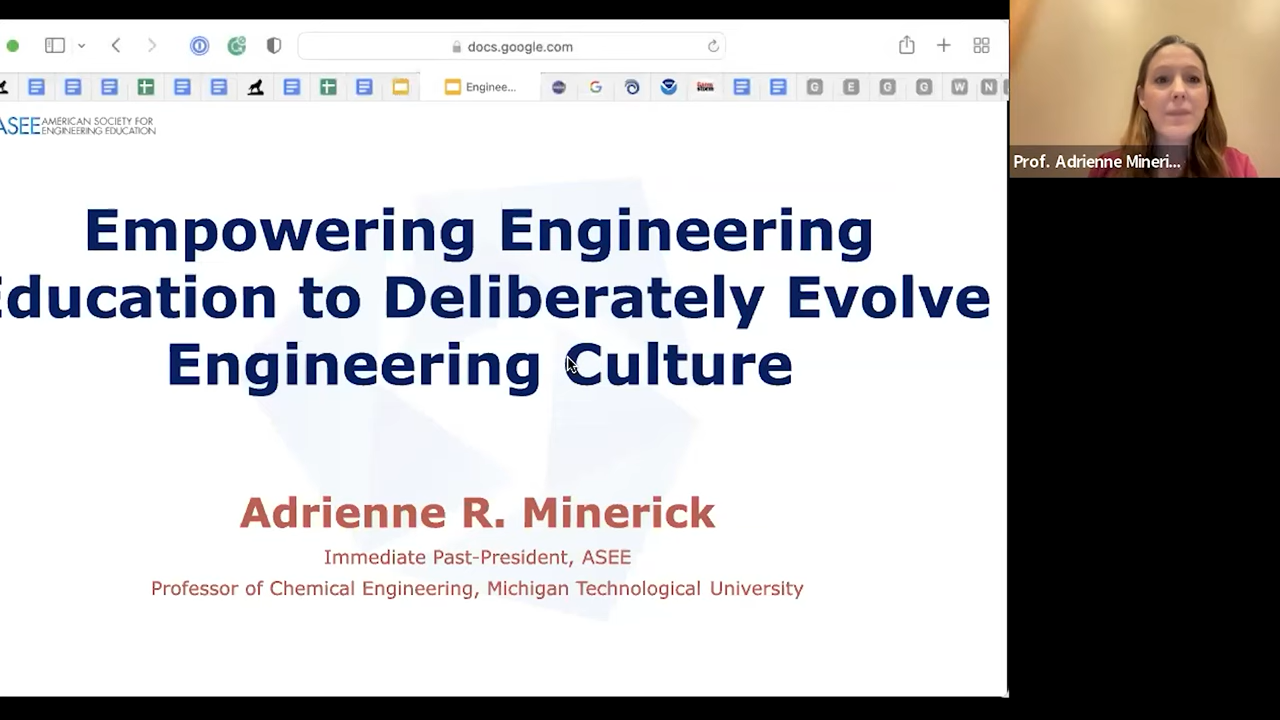 docs.google.com
Enginee...
ASEE AMERICAN SOCIETY FOR
ENGINEERING EDUCATION
Empowering Engineering
Education to Deliberately Evolve
Engineering Culture
Adrienne R. Minerick
Immediate Past-President, ASEE
Professor of Chemical Engineering, Michigan Technological University
Prof. Adrienne Mineri...